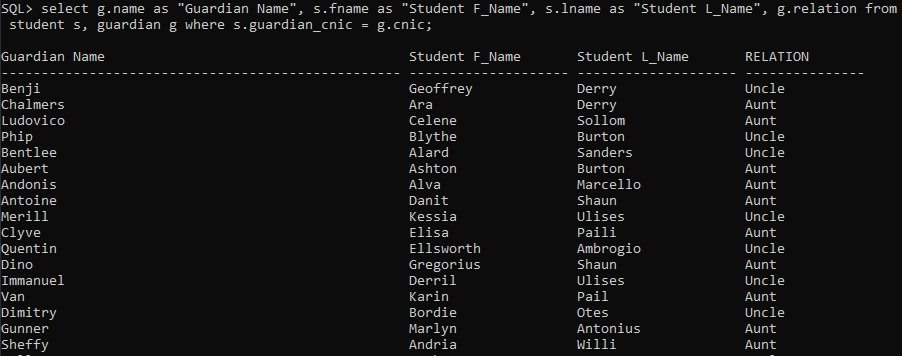 SQL> select g.name as "Guardian Name", s.fname as "Student F_Name", s.lname as "Student L_Name", g.relation from
student s, guardian g where s.guardian_cnic = g.cnic;
Guardian Name Student F_Name Student L_Name RELATION
-------------------------------------------------- -------------------- -------------------- ---------------
Benji Geoffrey Derry Uncle
Chalmers Ara Derry Aunt
Ludovico Celene Sollom Aunt
Phip Blythe Burton Uncle
Bentlee Alard Sanders Uncle
Aubert Ashton Burton Aunt
Andonis Alva Marcello Aunt
Antoine Danit Shaun Aunt
Merill Kessia Ulises Uncle
Clyve Elisa Paili Aunt
Quentin Ellsworth Ambrogio Uncle
Dino Gregorius Shaun Aunt
Immanuel Derril Ulises Uncle
Van Karin Pail Aunt
Dimitry Bordie Otes Uncle
Gunner Marlyn Antonius Aunt
Sheffy Andria Willi Aunt